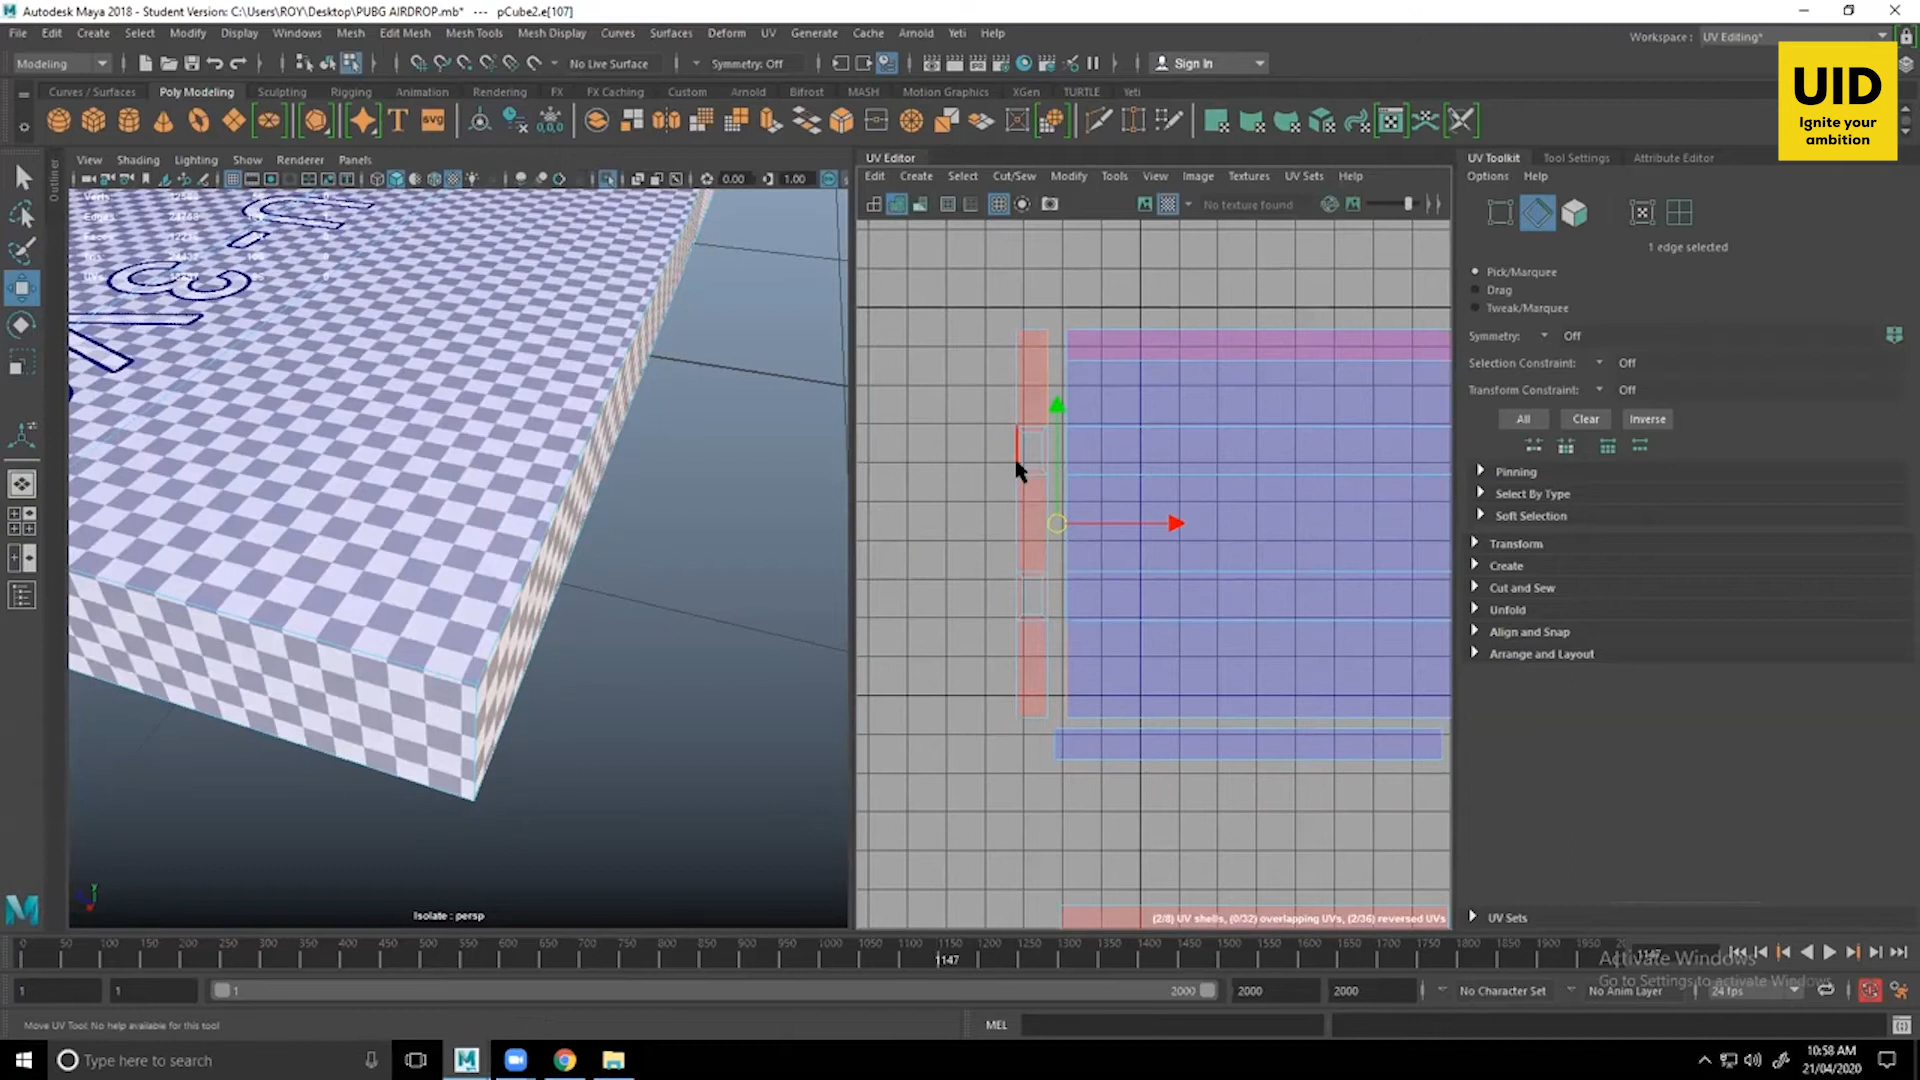 Autodesk Maya 2018 - Student Version: C:\Users\ROY\Desktop\PUBG AIRDROP.mb* --- pCube2.e[107]
File Edit Create Select Modify Display Windows Mesh Edit Mesh Mesh Tools Mesh Display Curves Surfaces Deform UV Generate Cache Arnold Yeti Help
Workspace : UV Editing*
Modeling
No Live Surface
Symmetry: Off
Sign In
UID
Ignite your
ambition
Curves / Surfaces Poly Modeling Sculpting Rigging Animation Rendering FX FX Caching Custom Arnold Bifrost MASH Motion Graphics XGen TURTLE Yeti
T
SVG
0,0,0
Outliner
View Shading Lighting Show Renderer Panels
0.00
1.00
UV Editor
Edit Create Select Cut/Sew Modify Tools View Image Textures UV Sets Help
No texture found
UV Toolkit Tool Settings Attribute Editor
Options Help
1 edge selected
Pick/Marquee
Drag
Tweak/Marquee
Symmetry: Off
Selection Constraint: Off
Transform Constraint: Off
All Clear Inverse
Pinning
Select By Type
Soft Selection
Transform
Create
Cut and Sew
Unfold
Align and Snap
Arrange and Layout
UV Sets
Verts
Edges
Isolate : persp
(2/8) UV shells, (0/32) overlapping UVs, (2/36) reversed UVs
0 50 100 150 200 250 300 350 400 450 500 550 600 650 700 750 800 850 900 950 1000 1050 1100 1150 1200 1250 1300 1350 1400 1450 1500 1550 1600 1650 1700 1750 1800 1850 1900 1950
1147
1147
Activate Windows
Go to Settings to activate Windows.
1
1
1
2000
2000
2000
No Character Set
No Anim Layer
24 fps
Move UV Tool: No help available for this tool
MEL
Type here to search
10:58 AM
21/04/2020